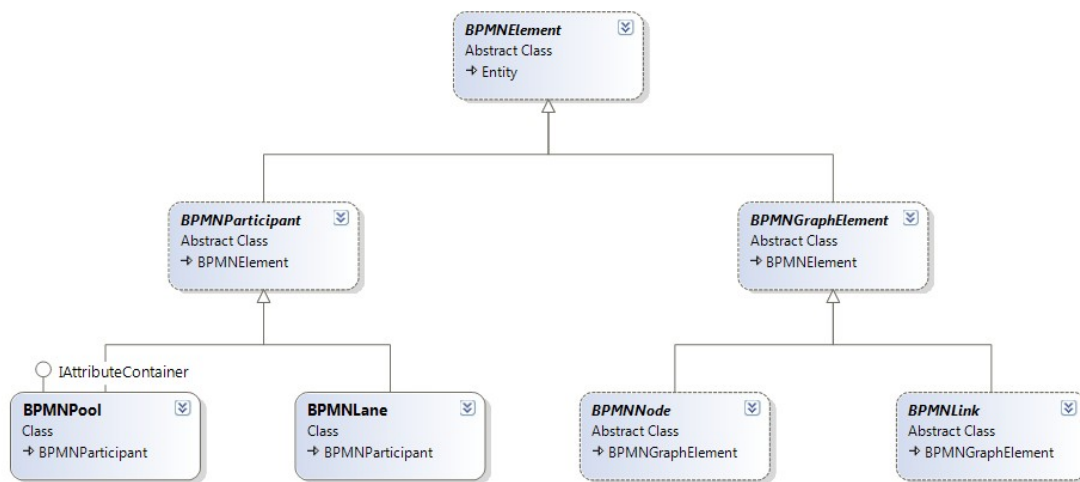 BPMNElement
Abstract Class
Entity
BPMNParticipant
Abstract Class
BPMNElement
BPMNGraphElement
Abstract Class
BPMNElement
IAttributeContainer
BPMNPool
Class
BPMNParticipant
BPMNLane
Class
BPMNParticipant
BPMNNode
Abstract Class
BPMNGraphElement
BPMNLink
Abstract Class
BPMNGraphElement